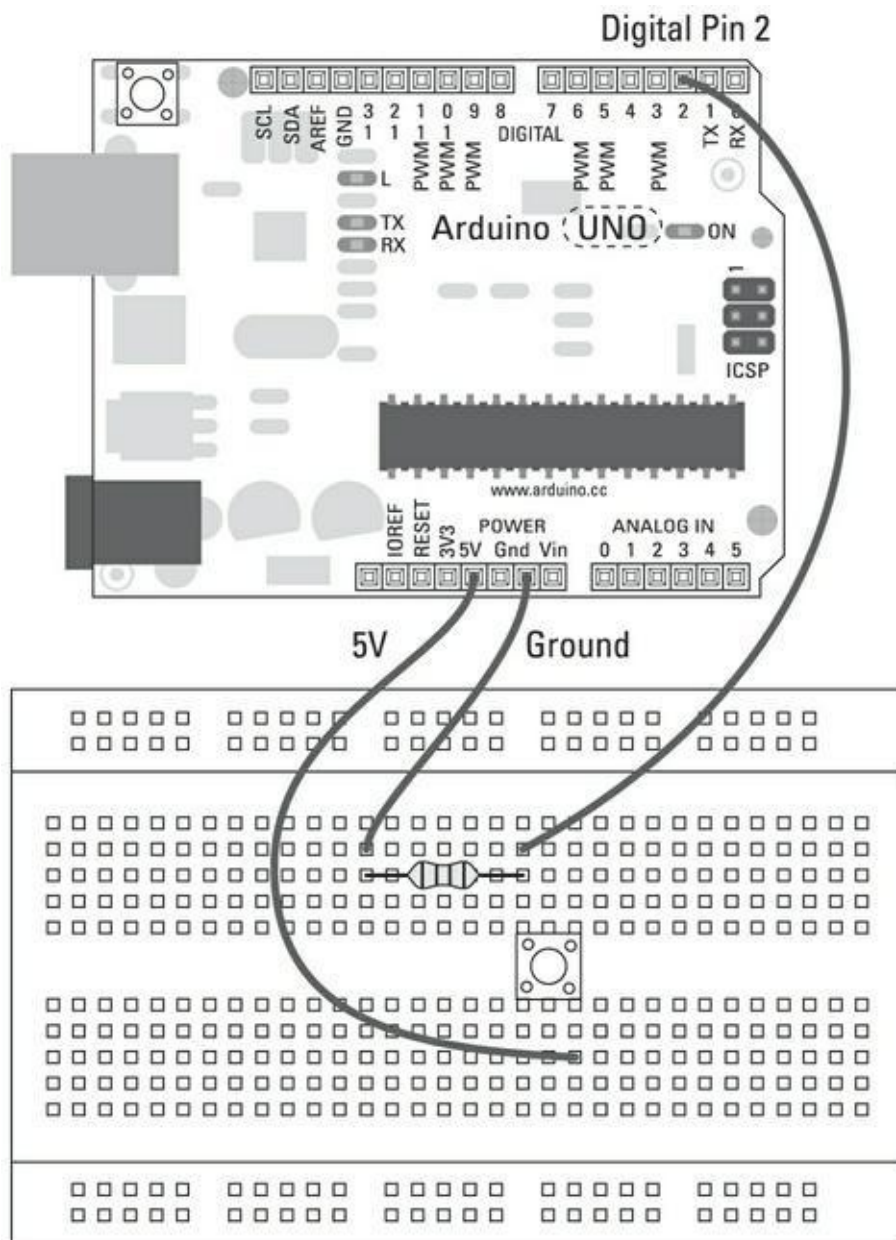 Digital Pin 2
SCL
SDA
AREF
GND
13
12
11
10
9
8
7
6
5
4
3
2
1
0
DIGITAL
PWM
PWM
PWM
PWM
PWM
PWM
TX
RX
L
TX
RX
Arduino UNO
ON
1
ICSP
www.arduino.cc
IOREF
RESET
3V3
POWER
5V Gnd Vin
ANALOG IN
0 1 2 3 4 5
5V
Ground